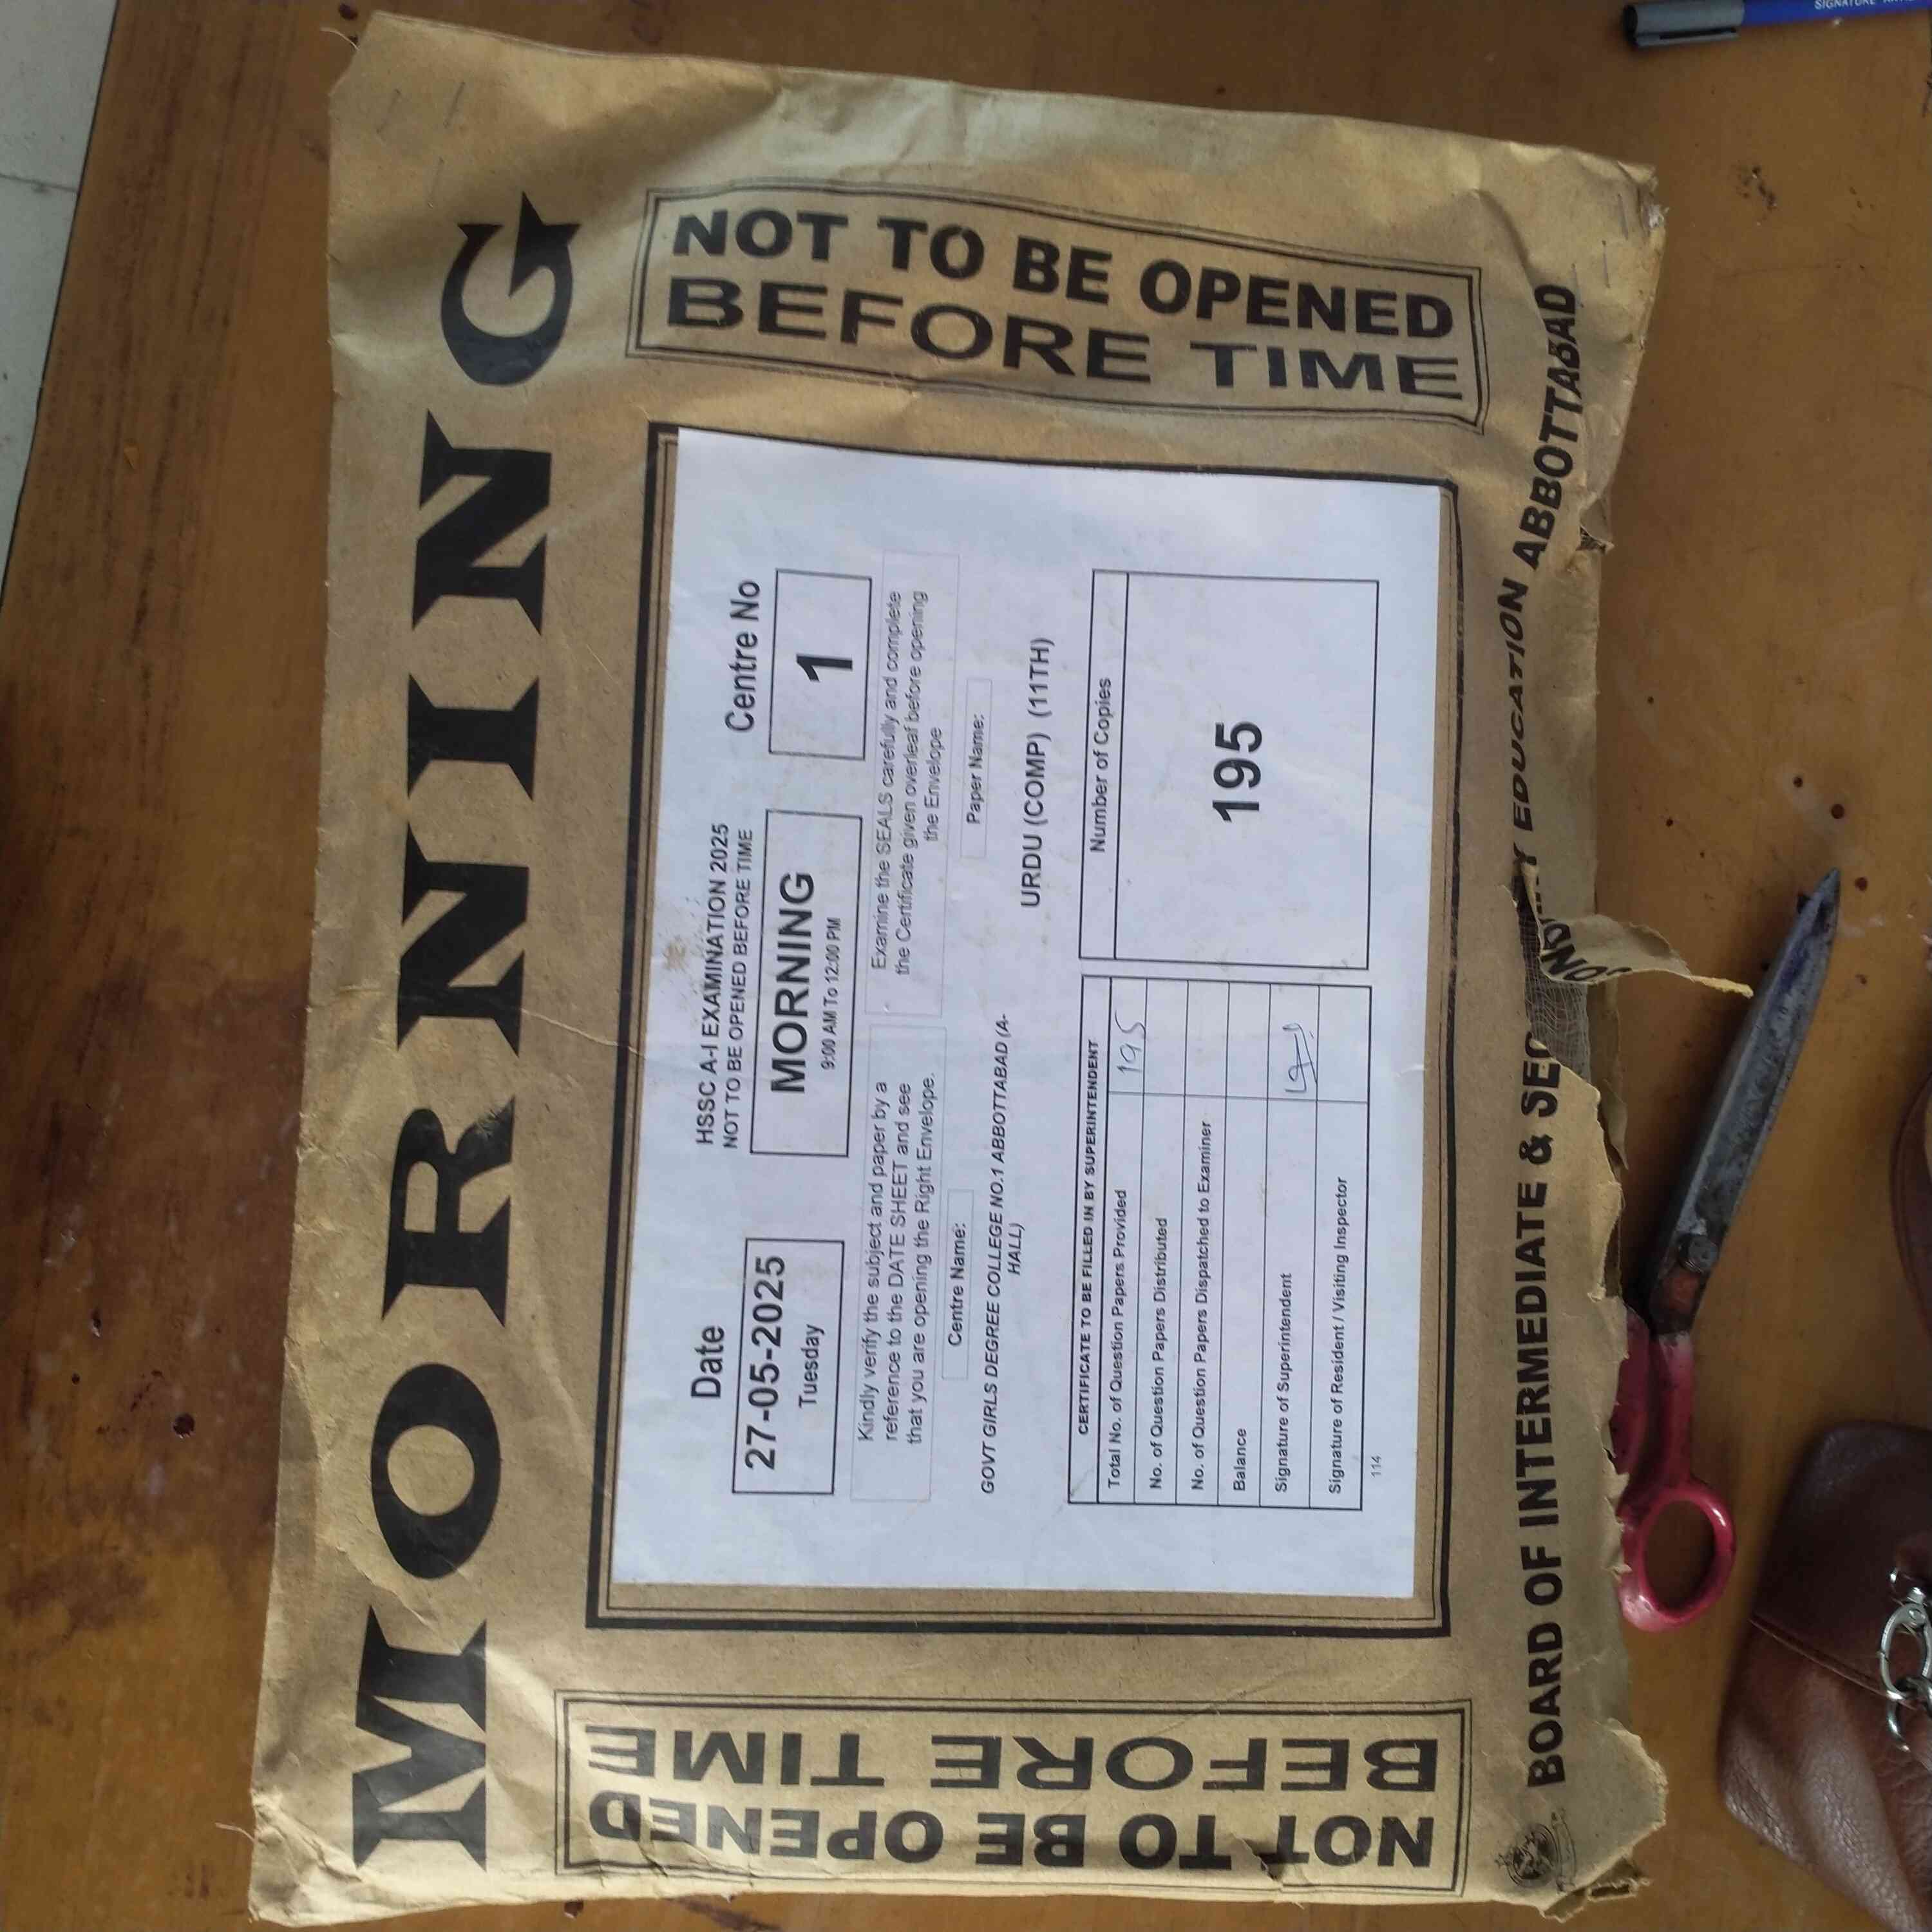 MORNING
NOT TO BE OPENED
BEFORE TIME
HSSC A-I EXAMINATION 2025
NOT TO BE OPENED BEFORE TIME
Date
27-05-2025
Tuesday
MORNING
9:00 AM To 12:00 PM
Centre No
1
Kindly verify the subject and paper by a
reference to the DATE SHEET and see
that you are opening the Right Envelope.
Examine the SEALS carefully and complete
the Certificate given overleaf before opening
the Envelope
Centre Name:
GOVT GIRLS DEGREE COLLEGE NO.1 ABBOTTABAD (A-
HALL)
Paper Name:
URDU (COMP) (11TH)
CERTIFICATE TO BE FILLED IN BY SUPERINTENDENT
Total No. of Question Papers Provided 195
No. of Question Papers Distributed
No. of Question Papers Dispatched to Examiner
Balance
Signature of Superintendent
Signature of Resident / Visiting Inspector
114
Number of Copies
195
NOT TO BE OPENED
BEFORE TIME
BOARD OF INTERMEDIATE & SECONDARY EDUCATION ABBOTTABAD
SIGNATURE